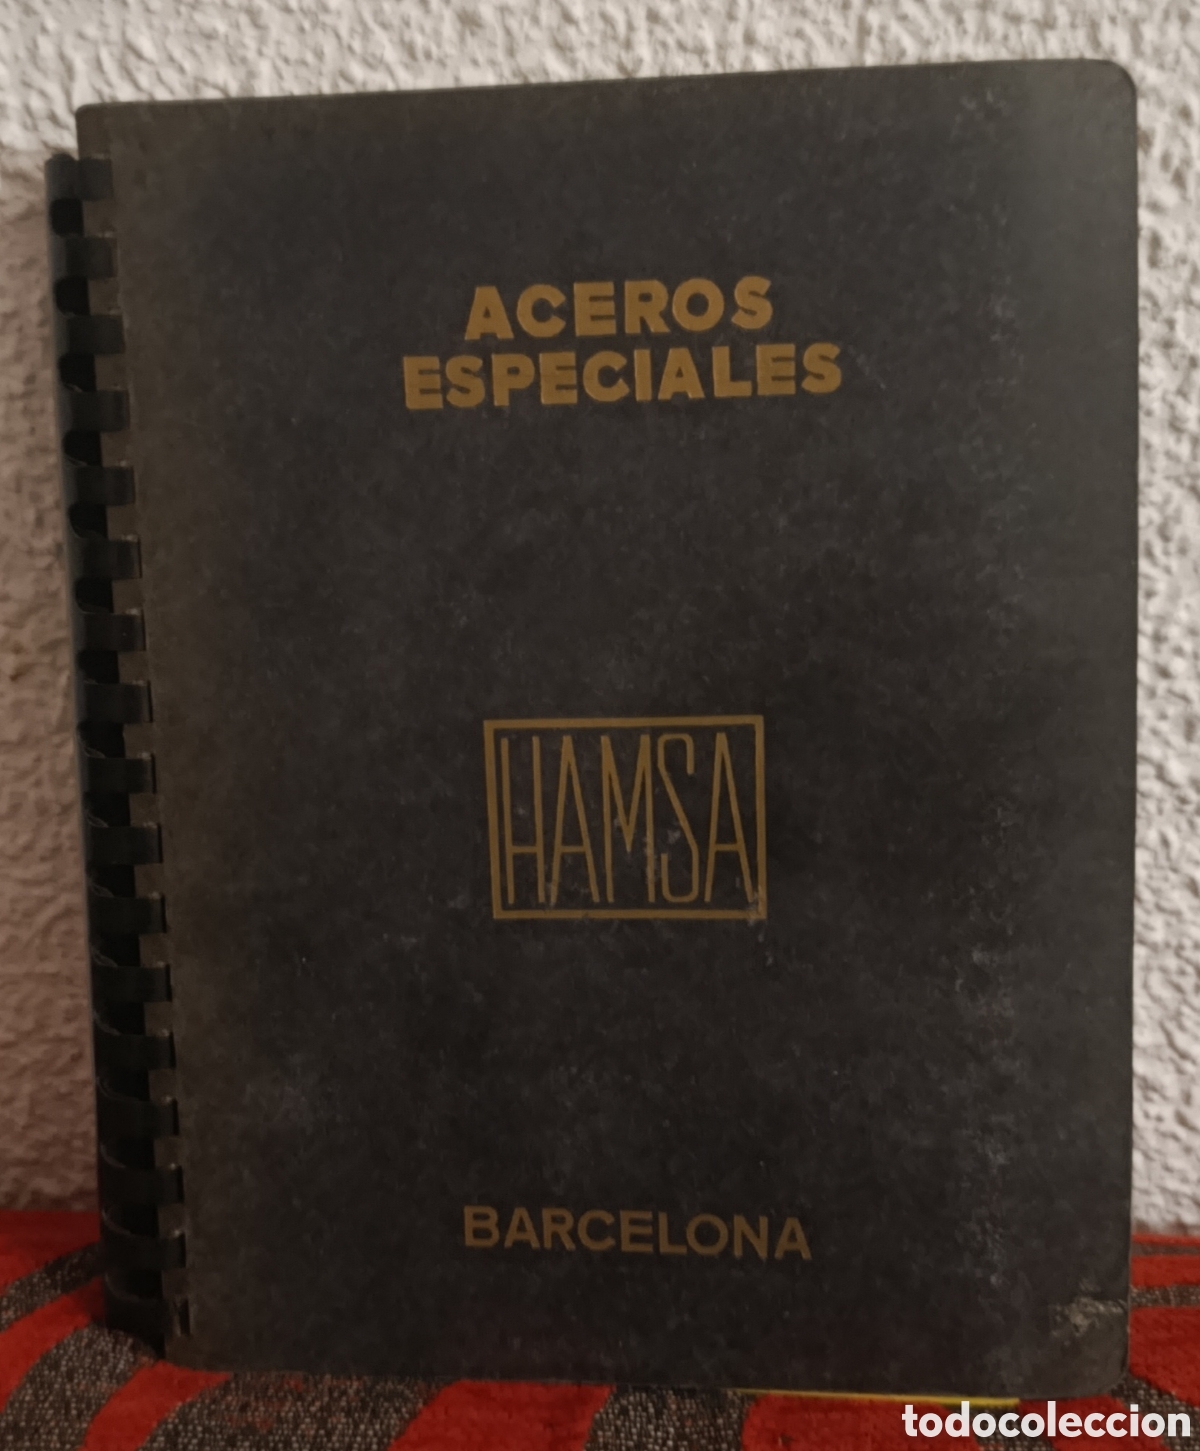 ACEROS
ESPECIALES
HAMSA
BARCELONA
todocoleccion